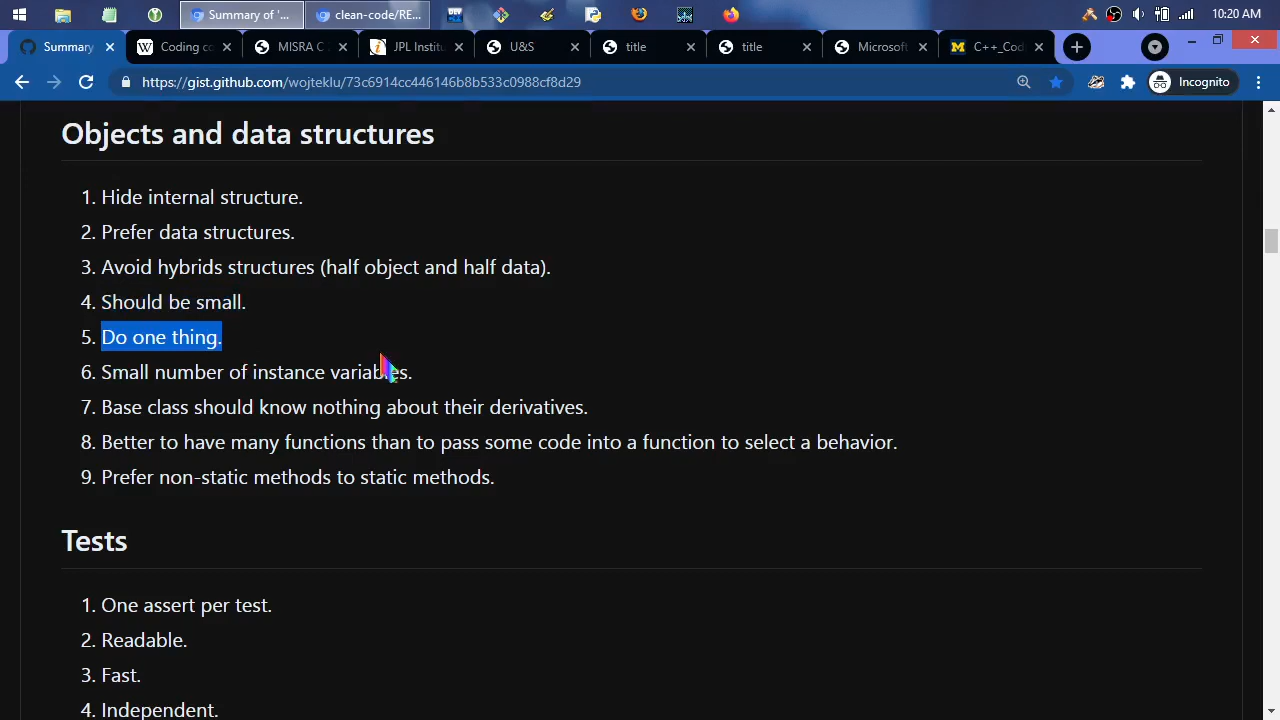 Summary of '...
clean-code/RE...
10:20 AM
Summary
Coding co
MISRA C 2
JPL Institu
U&S
title
title
Microsoft
C++_Codi
https://gist.github.com/wojteklu/73c6914cc446146b8b533c0988cf8d29
Incognito
Objects and data structures
1. Hide internal structure.
2. Prefer data structures.
3. Avoid hybrids structures (half object and half data).
4. Should be small.
5. Do one thing.
6. Small number of instance variables.
7. Base class should know nothing about their derivatives.
8. Better to have many functions than to pass some code into a function to select a behavior.
9. Prefer non-static methods to static methods.
Tests
1. One assert per test.
2. Readable.
3. Fast.
4. Independent.